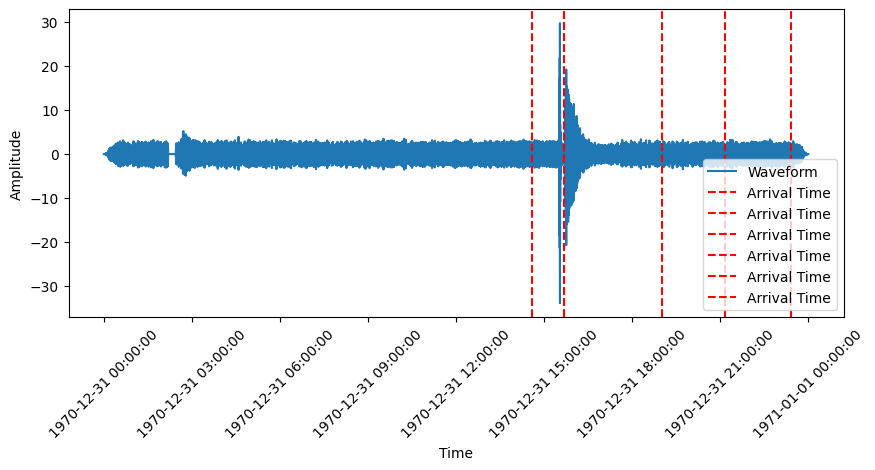 30
20
10
0
−10
−20
−30
Amplitude
Waveform
Arrival Time
Arrival Time
Arrival Time
Arrival Time
Arrival Time
Arrival Time
1970-12-31 00:00:00
1970-12-31 03:00:00
1970-12-31 06:00:00
1970-12-31 09:00:00
1970-12-31 12:00:00
1970-12-31 15:00:00
1970-12-31 18:00:00
1970-12-31 21:00:00
1971-01-01 00:00:00
Time